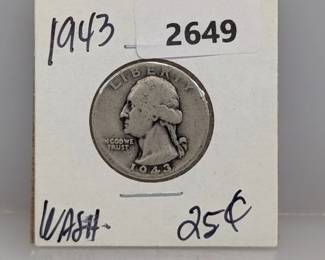 1943
2649
LIBERTY
IN GOD WE
TRUST
1943
WASH.
25¢